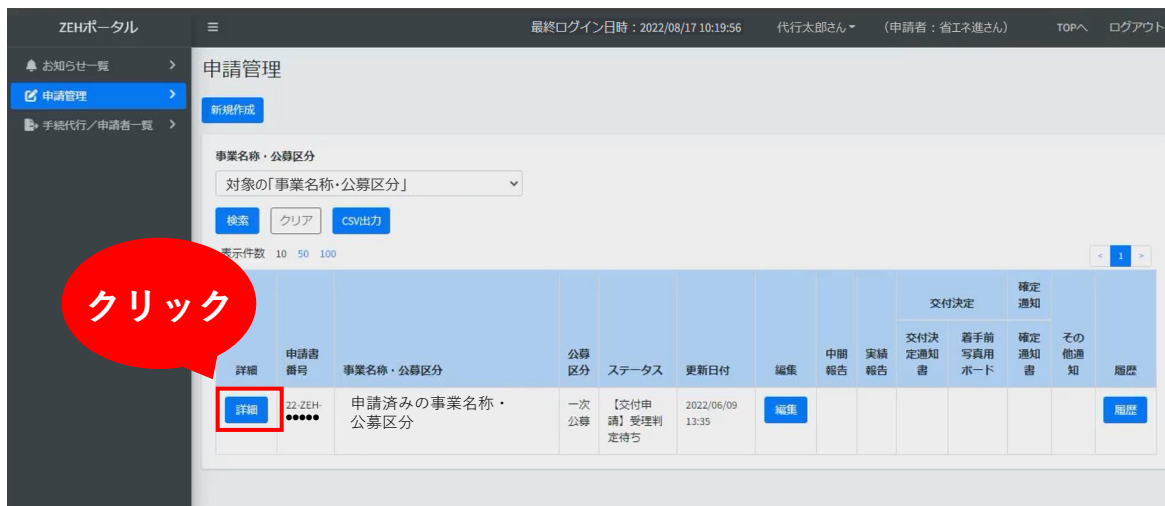 ZEHポータル
最終ログイン日時：2022/08/17 10:19:56 代行太郎さん （申請者：省エネ進さん） TOPへ ログアウト
お知らせ一覧
申請管理
手続代行／申請者一覧
申請管理
新規作成
事業名称・公募区分
対象の「事業名称・公募区分」
検索 クリア CSV出力
表示件数 10 50 100
< 1 >
クリック
詳細
申請書
番号
事業名称・公募区分
公募
区分
ステータス
更新日付
編集
中間
報告
実績
報告
交付決定
交付決
定通知
書
着手前
写真用
ボード
確定
通知
確定
通知
書
その
他通
知
履歴
詳細
22-ZEH-
●●●●●
申請済みの事業名称・
公募区分
一次
公募
【交付申
請】受理判
定待ち
2022/06/09
13:35
編集
履歴